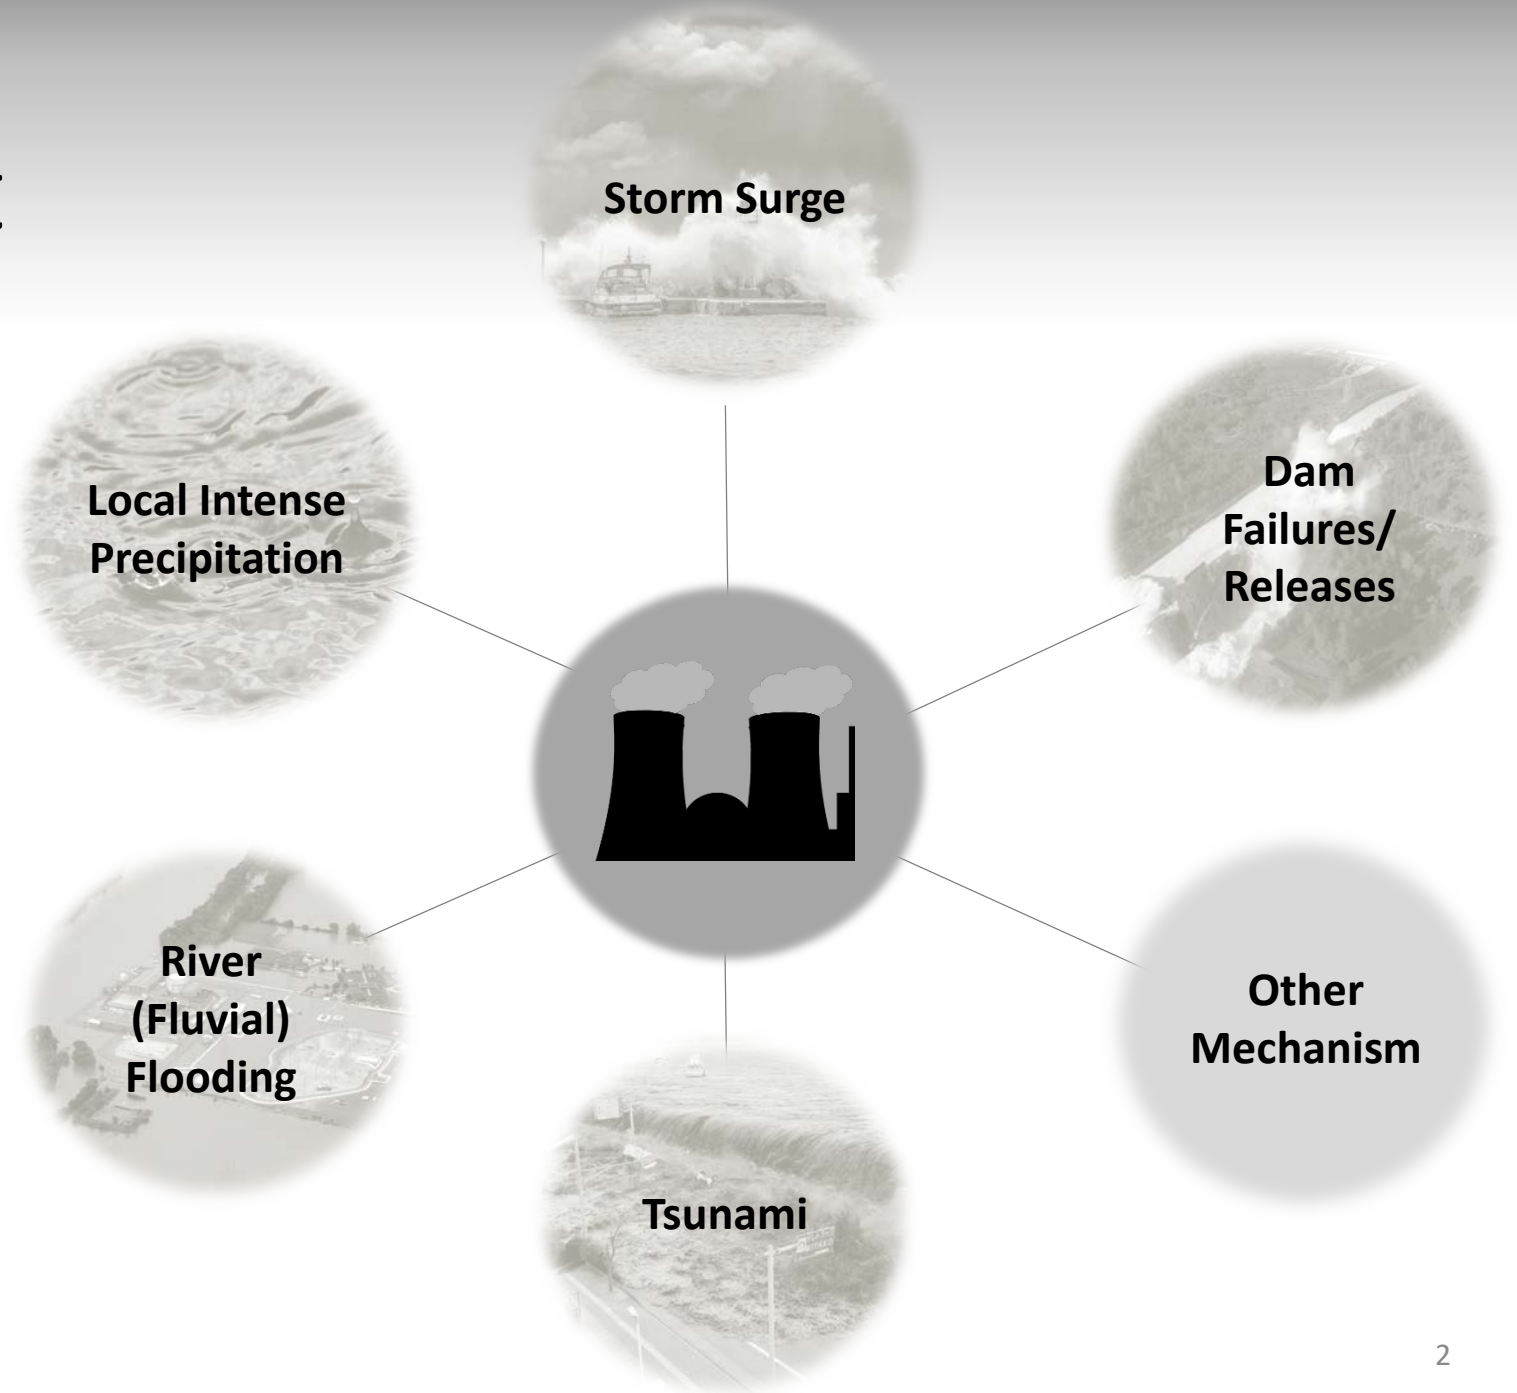 Storm Surge
Local Intense
Precipitation
Dam
Failures/
Releases
River
(Fluvial)
Flooding
Other
Mechanism
Tsunami
2